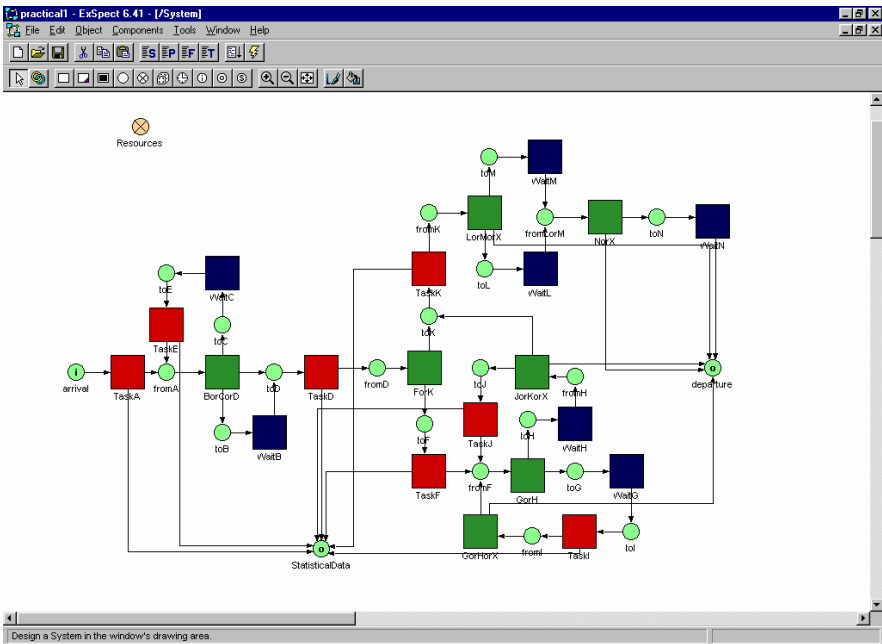 practical1 - ExSpect 6.41 - [/System]
File Edit Object Components Tools Window Help
S P F T
Resources
toM
WaitM
fromK
LorMorX
fromLorM
NorX
toN
WaitN
toL
WaitL
TaskK
toE
WaitC
TaskE
toC
toK
arrival
TaskA
fromA
BorCorD
toD
TaskD
fromD
ForK
toJ
JorKorX
fromH
departure
toB
WaitB
toF
TaskJ
toH
WaitH
TaskF
fromF
GorH
toG
WaitG
GorHorX
fromI
TaskI
toI
StatisticalData
Design a System in the window's drawing area.